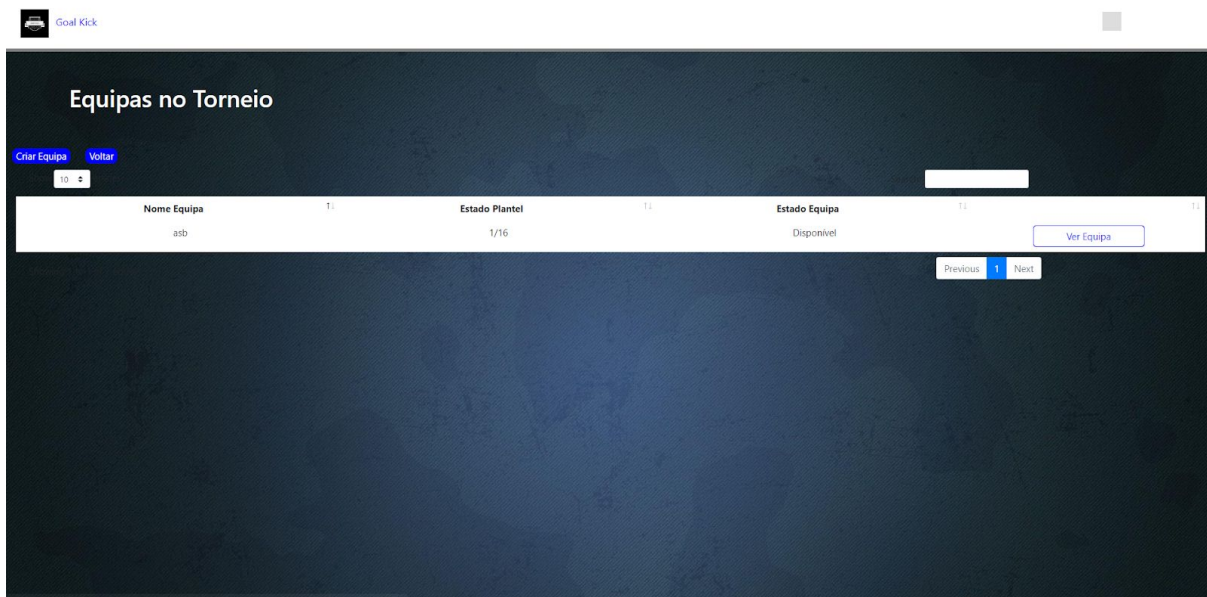 Goal Kick
Equipas no Torneio
Criar Equipa Voltar
10
Nome Equipa Estado Plantel Estado Equipa
asb 1/16 Disponível Ver Equipa
Previous 1 Next